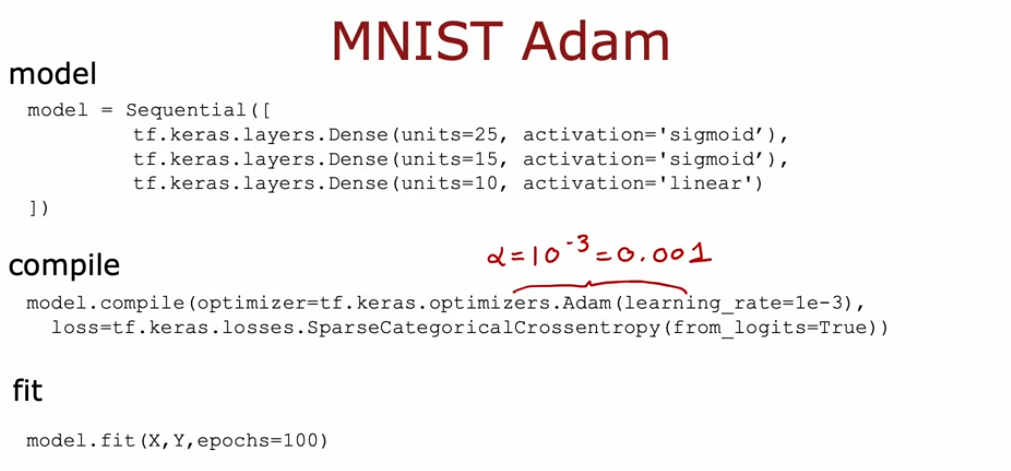 MNIST Adam
model
model = Sequential([
tf.keras.layers.Dense(units=25, activation='sigmoid’),
tf.keras.layers.Dense(units=15, activation='sigmoid’),
tf.keras.layers.Dense(units=10, activation='linear')
])
α=10⁻³=0.001
compile
model.compile(optimizer=tf.keras.optimizers.Adam(learning_rate=1e-3),
loss=tf.keras.losses.SparseCategoricalCrossentropy(from_logits=True))
fit
model.fit(X,Y,epochs=100)